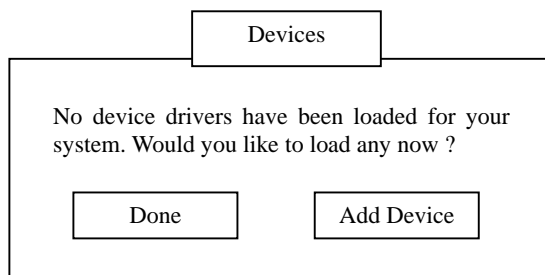 Devices
No device drivers have been loaded for your
system. Would you like to load any now ?
Done
Add Device